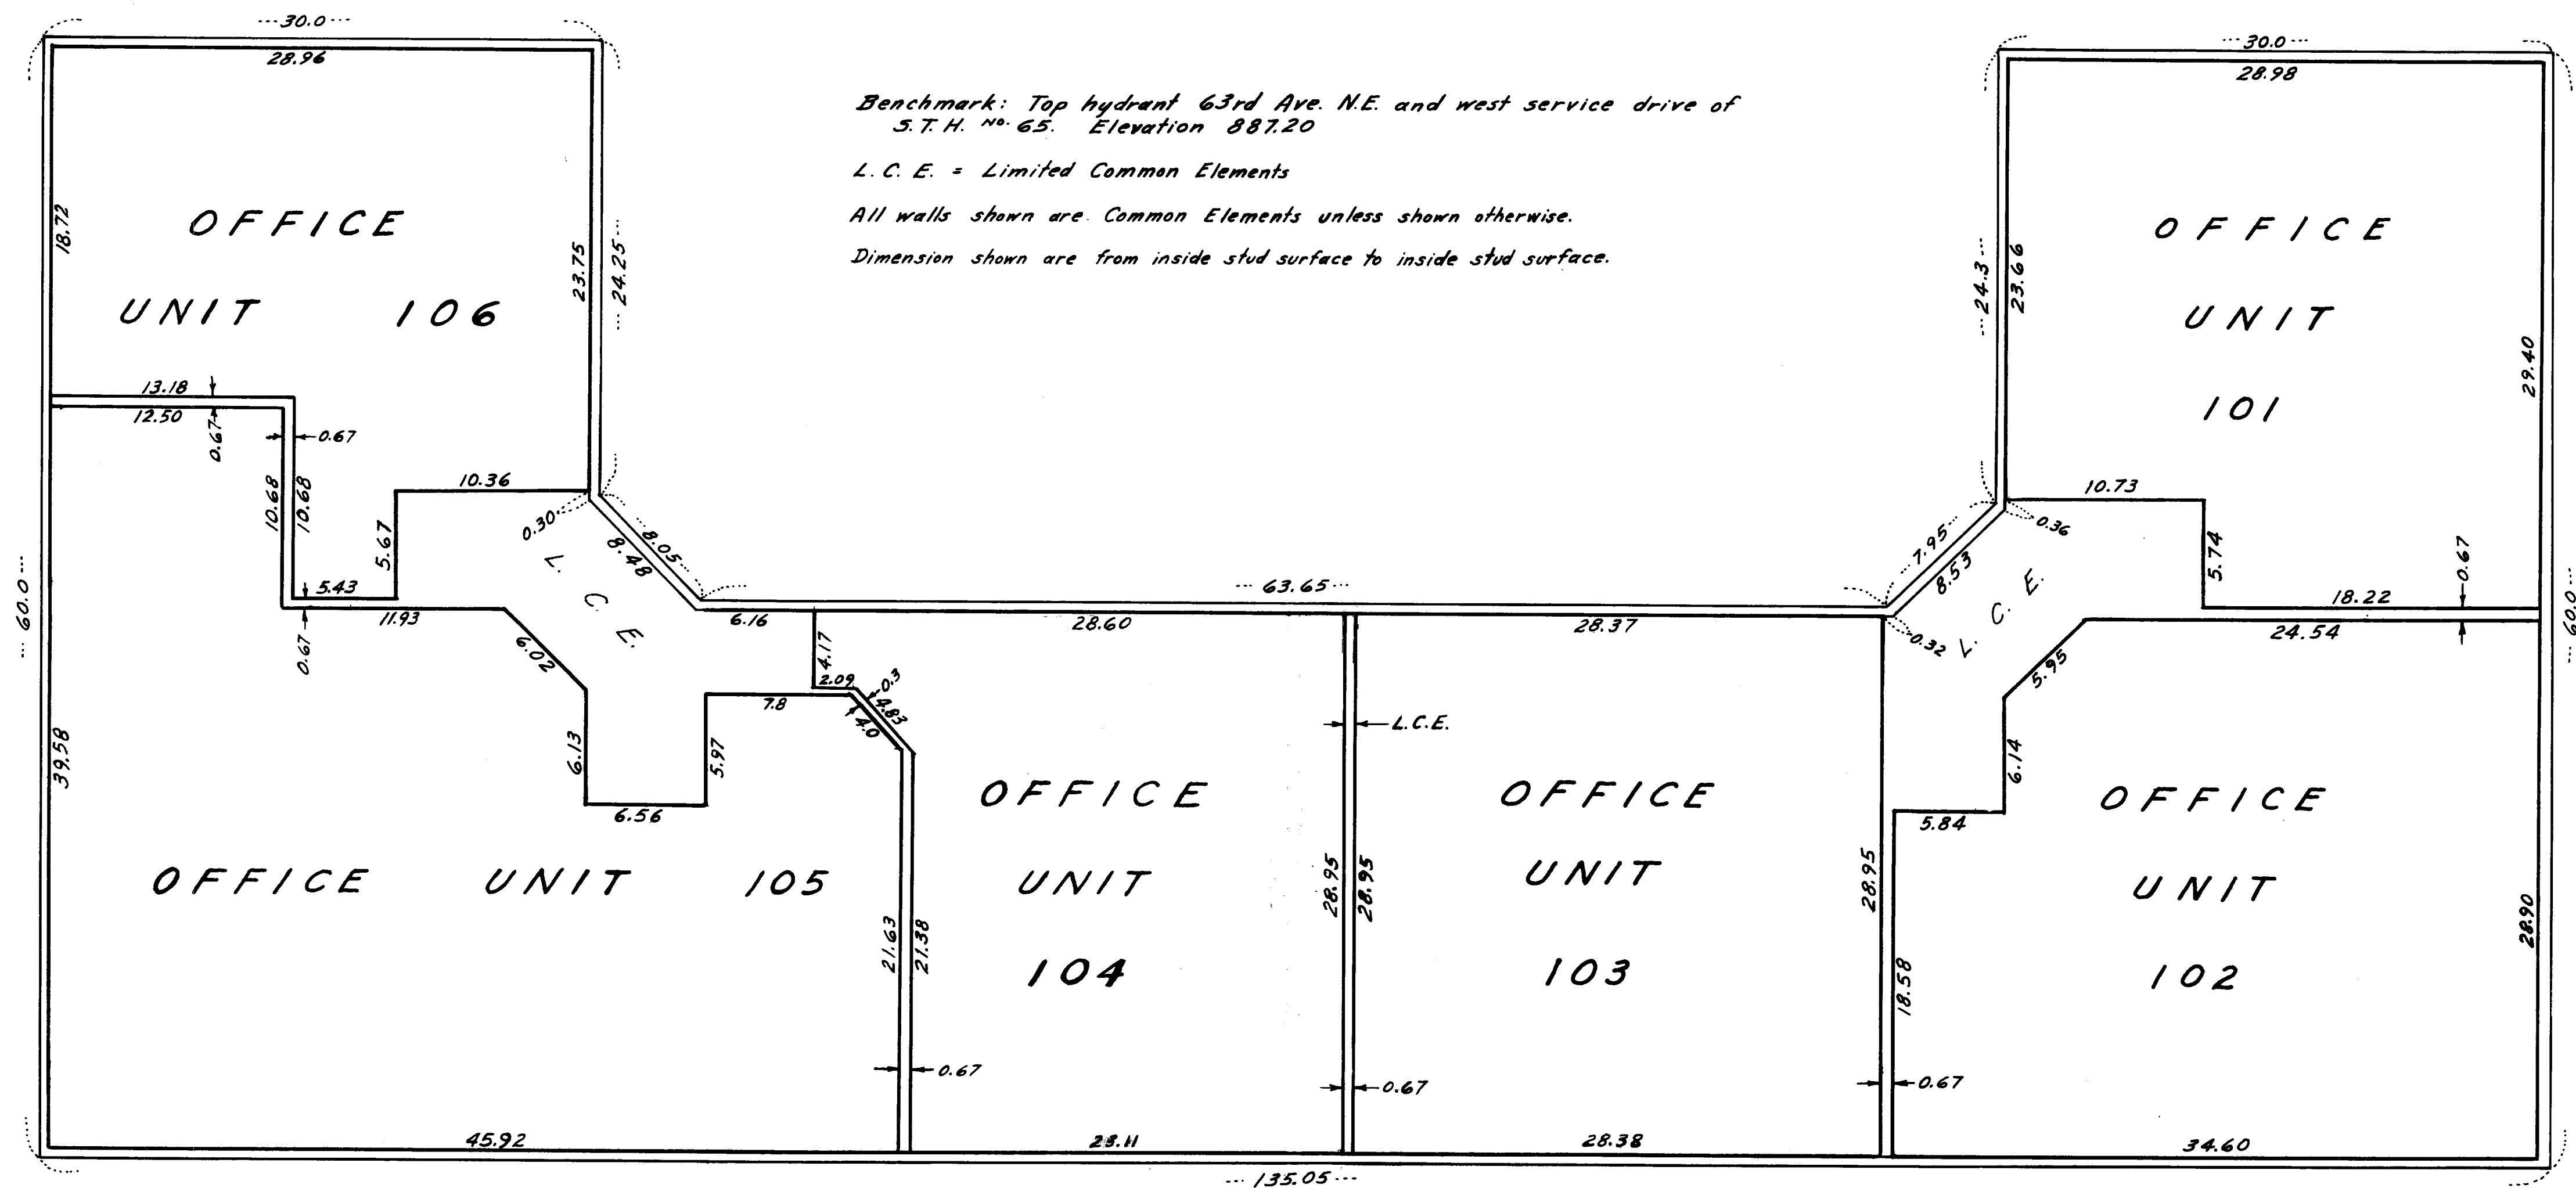 --- 30.0 ---
28.96
--- 30.0 ---
28.98
Benchmark: Top hydrant 63rd Ave. N.E. and west service drive of
S. T. H. No. 65. Elevation 887.20
L. C. E. = Limited Common Elements
All walls shown are Common Elements unless shown otherwise.
Dimension shown are from inside stud surface to inside stud surface.
OFFICE
UNIT 106
18.72
23.75
--- 24.25 ---
13.18
12.50
0.67
0.67
10.68
10.68
5.43
11.93
0.67
5.67
10.36
0.30
8.05
8.48
L. C. E.
--- 60.0 ---
39.58
6.02
6.13
6.56
5.97
7.8
6.16
4.17
2.09
0.3
4.83
4.0
OFFICE UNIT 105
21.63
21.38
0.67
45.92
--- 63.65 ---
28.60
28.37
L.C.E.
OFFICE
UNIT
104
28.95
28.95
0.67
OFFICE
UNIT
103
28.95
28.38
--- 135.05 ---
OFFICE
UNIT
101
--- 24.3 ---
23.66
29.40
10.73
5.74
0.67
18.22
24.54
0.36
7.95
8.53
0.32
L. C. E.
5.95
6.14
5.84
18.58
0.67
OFFICE
UNIT
102
28.90
34.60
--- 60.0 ---